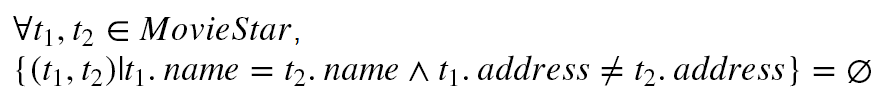 ∀t₁, t₂ ∈ MovieStar,
{(t₁, t₂)|t₁. name = t₂. name ∧ t₁. address ≠ t₂. address} = ∅